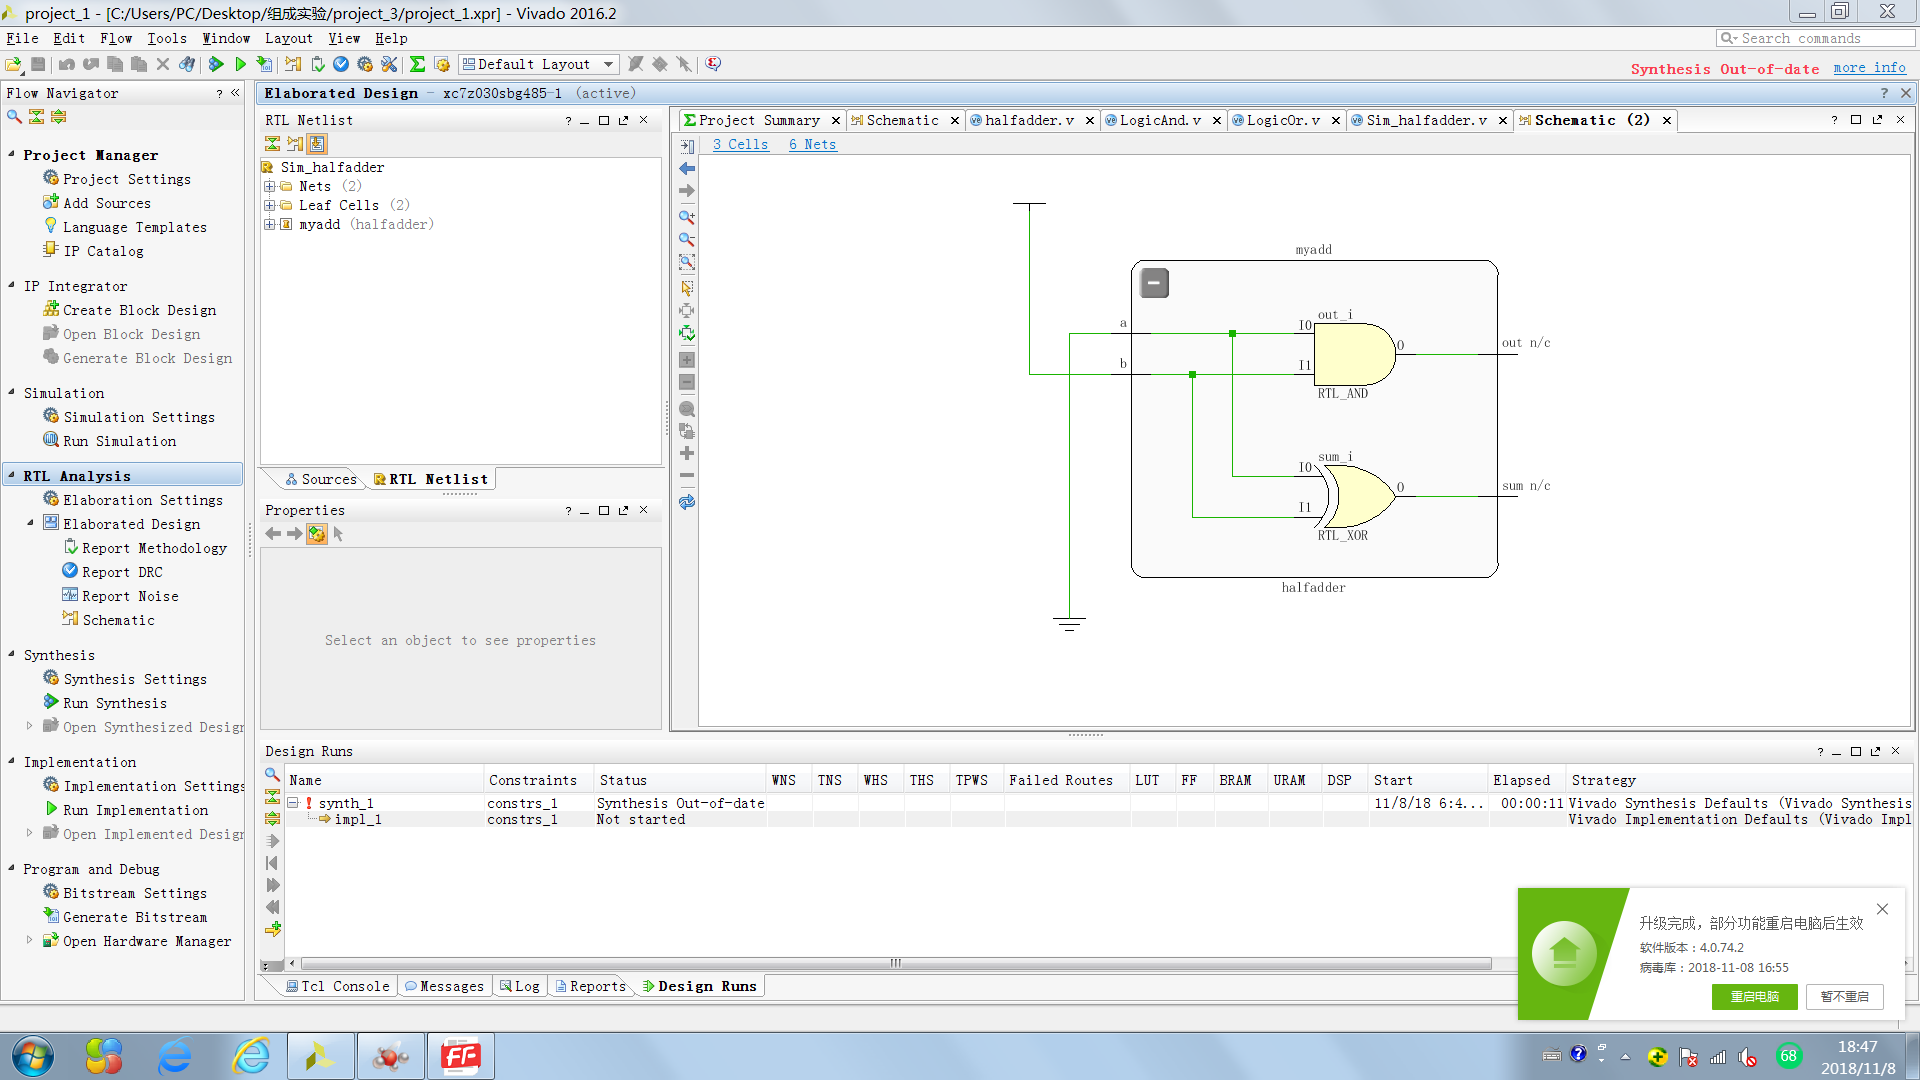 project_1 - [C:/Users/PC/Desktop/组成实验/project_3/project_1.xpr] - Vivado 2016.2
File Edit Flow Tools Window Layout View Help
Search commands
Default Layout
Synthesis Out-of-date more info
Flow Navigator
Elaborated Design - xc7z030sbg485-1 (active)
Project Manager
Project Settings
Add Sources
Language Templates
IP Catalog
IP Integrator
Create Block Design
Open Block Design
Generate Block Design
Simulation
Simulation Settings
Run Simulation
RTL Analysis
Elaboration Settings
Elaborated Design
Report Methodology
Report DRC
Report Noise
Schematic
Synthesis
Synthesis Settings
Run Synthesis
Open Synthesized Design
Implementation
Implementation Settings
Run Implementation
Open Implemented Design
Program and Debug
Bitstream Settings
Generate Bitstream
Open Hardware Manager
RTL Netlist
Sim_halfadder
Nets (2)
Leaf Cells (2)
myadd (halfadder)
Sources RTL Netlist
Properties
Select an object to see properties
Project Summary Schematic halfadder.v LogicAnd.v LogicOr.v Sim_halfadder.v Schematic (2)
3 Cells 6 Nets
myadd
a
b
out_i
I0
I1
O
RTL_AND
out n/c
sum_i
I0
I1
O
RTL_XOR
sum n/c
halfadder
Design Runs
Name Constraints Status WNS TNS WHS THS TPWS Failed Routes LUT FF BRAM URAM DSP Start Elapsed Strategy
synth_1 constrs_1 Synthesis Out-of-date 11/8/18 6:4... 00:00:11 Vivado Synthesis Defaults (Vivado Synthesis
impl_1 constrs_1 Not started Vivado Implementation Defaults (Vivado Impl
Tcl Console Messages Log Reports Design Runs
升级完成，部分功能重启电脑后生效
软件版本：4.0.74.2
病毒库：2018-11-08 16:55
重启电脑 暂不重启
68
18:47
2018/11/8